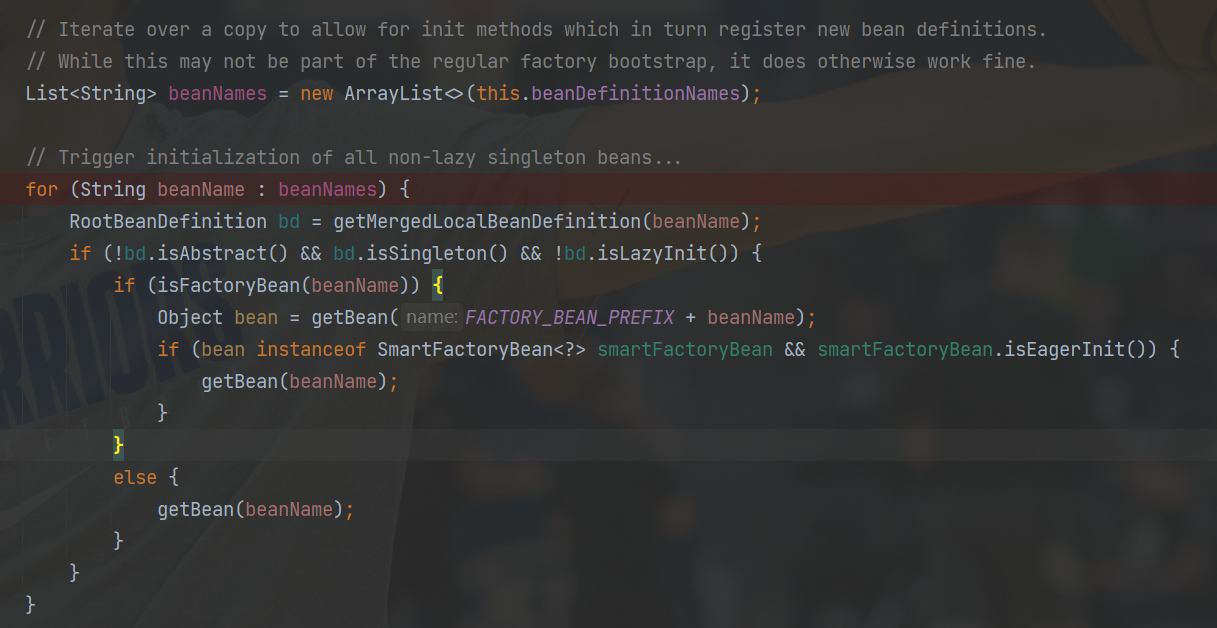 // Iterate over a copy to allow for init methods which in turn register new bean definitions.
// While this may not be part of the regular factory bootstrap, it does otherwise work fine.
List<String> beanNames = new ArrayList<>(this.beanDefinitionNames);
// Trigger initialization of all non-lazy singleton beans...
for (String beanName : beanNames) {
RootBeanDefinition bd = getMergedLocalBeanDefinition(beanName);
if (!bd.isAbstract() && bd.isSingleton() && !bd.isLazyInit()) {
if (isFactoryBean(beanName)) {
Object bean = getBean( name: FACTORY_BEAN_PREFIX + beanName);
if (bean instanceof SmartFactoryBean<?> smartFactoryBean && smartFactoryBean.isEagerInit()) {
getBean(beanName);
}
}
else {
getBean(beanName);
}
}
}